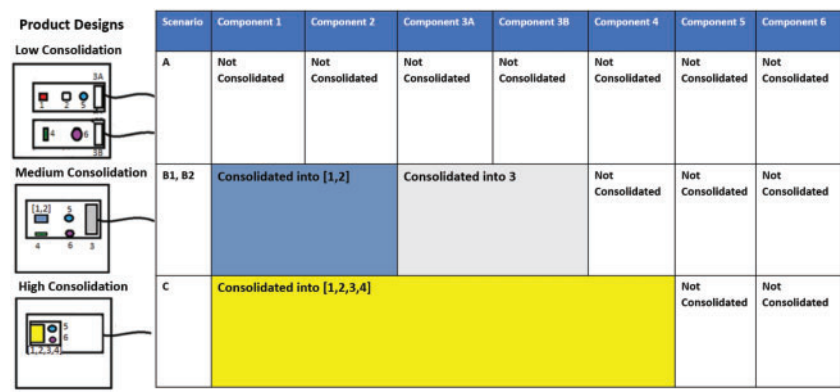 Product Designs
Scenario Component 1 Component 2 Component 3A Component 3B Component 4 Component 5 Component 6
Low Consolidation
3A
1 2 5
4 6
3B
A Not Consolidated Not Consolidated Not Consolidated Not Consolidated Not Consolidated Not Consolidated Not Consolidated
Medium Consolidation
[1,2] 5
4 6 3
B1, B2 Consolidated into [1,2] Consolidated into 3 Not Consolidated Not Consolidated Not Consolidated
High Consolidation
5
6
[1,2,3,4]
C Consolidated into [1,2,3,4] Not Consolidated Not Consolidated